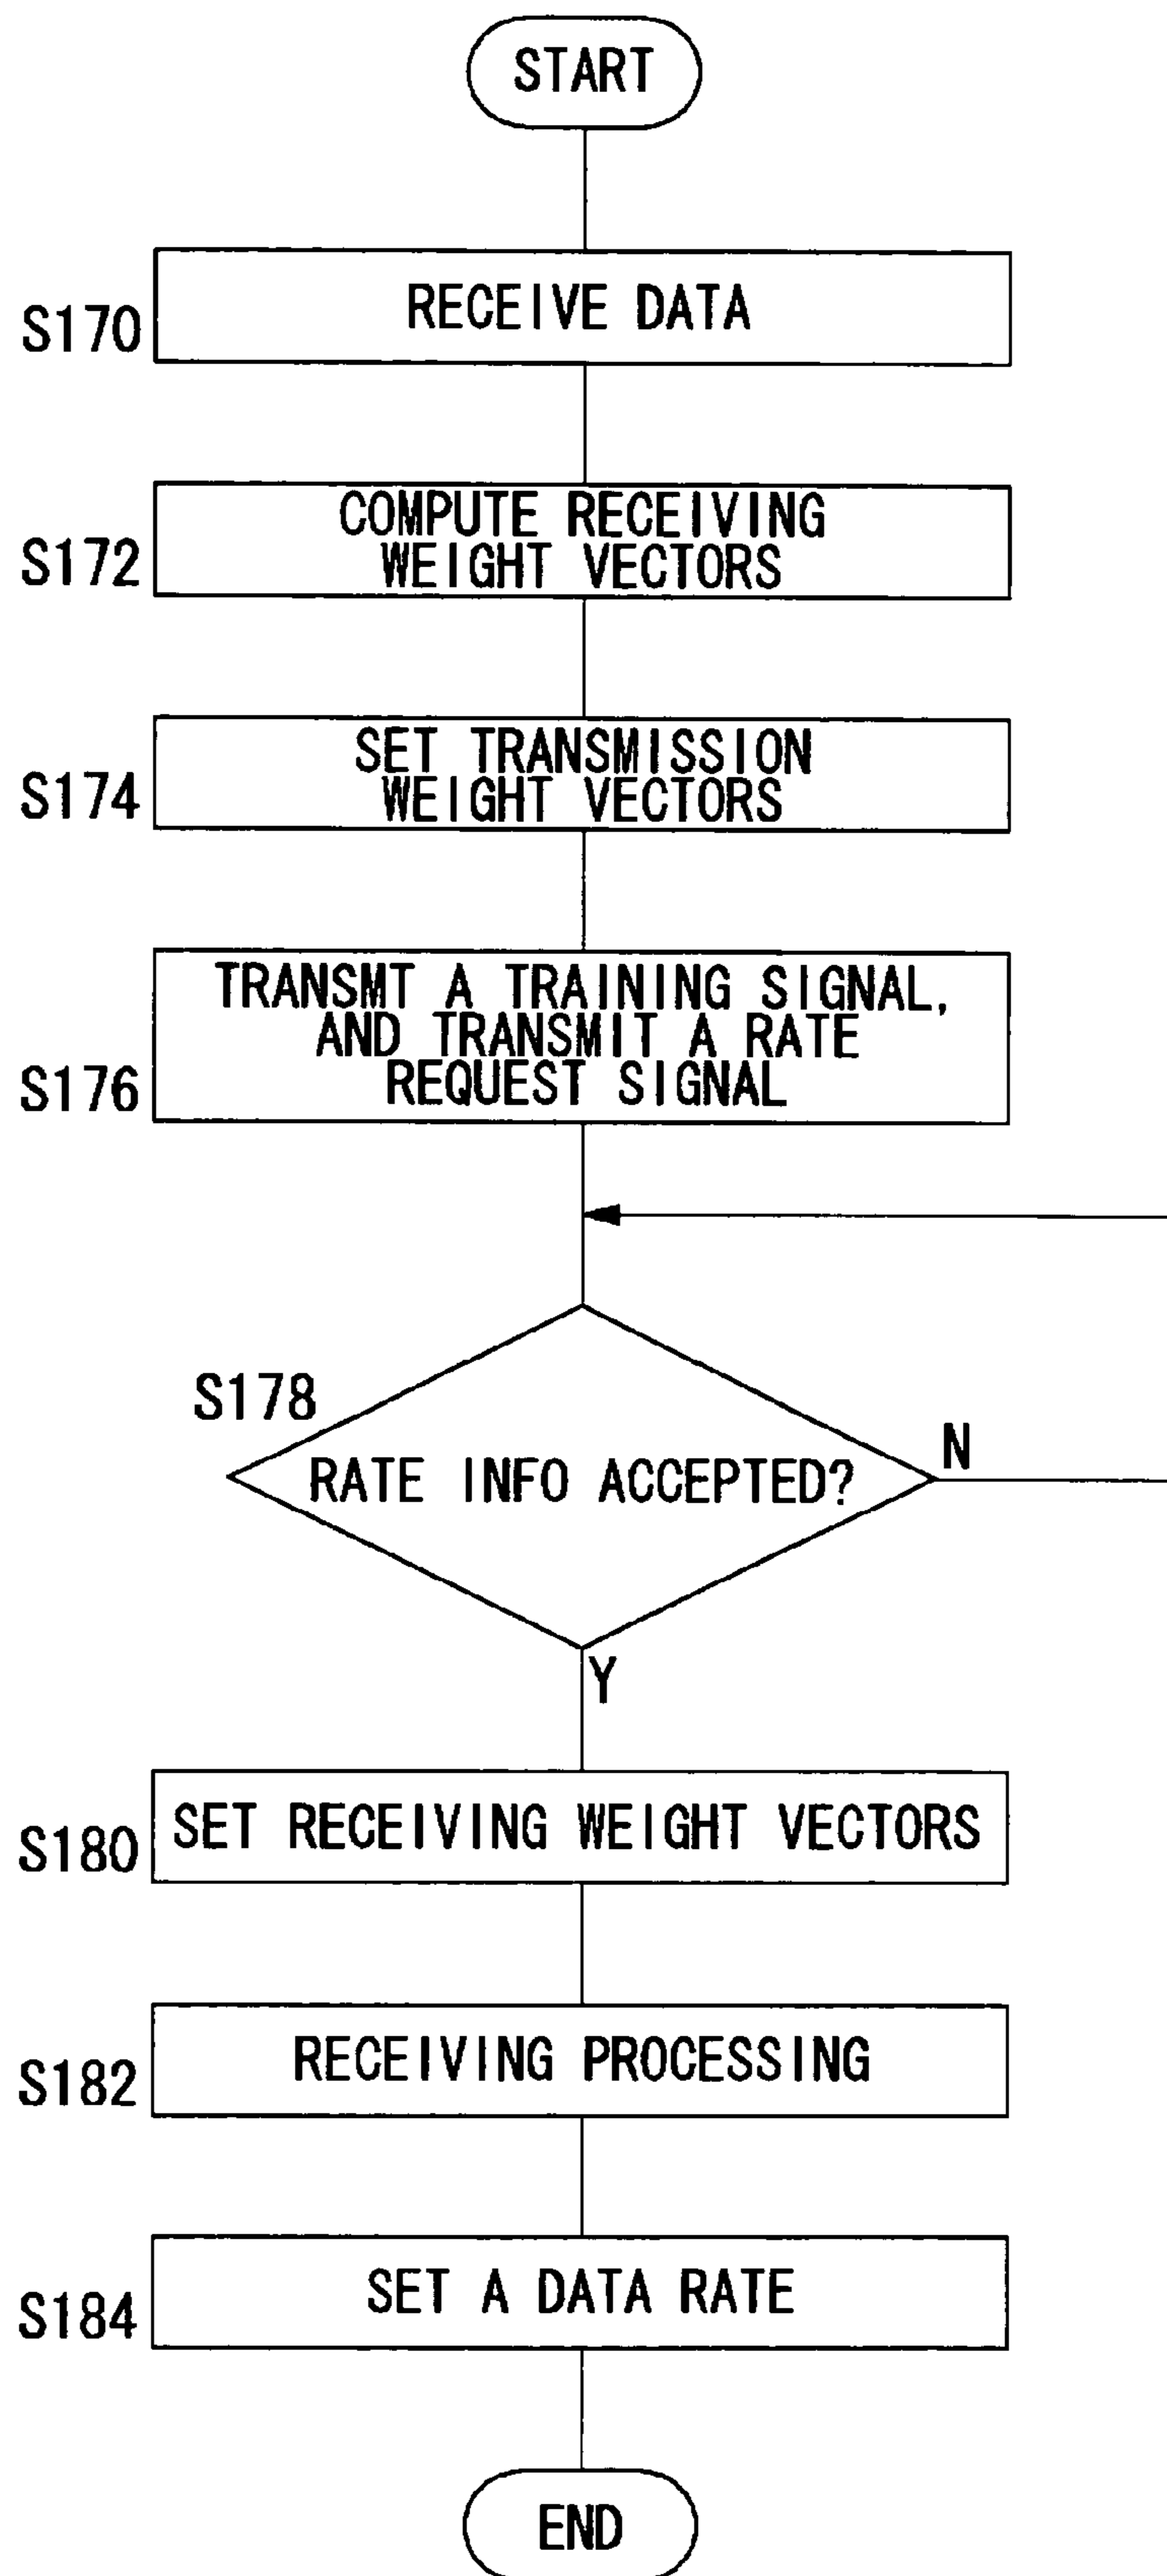 START
S170
RECEIVE DATA
S172
COMPUTE RECEIVING
WEIGHT VECTORS
S174
SET TRANSMISSION
WEIGHT VECTORS
S176
TRANSMT A TRAINING SIGNAL,
AND TRANSMIT A RATE
REQUEST SIGNAL
S178
RATE INFO ACCEPTED?
N
Y
S180
SET RECEIVING WEIGHT VECTORS
S182
RECEIVING PROCESSING
S184
SET A DATA RATE
END